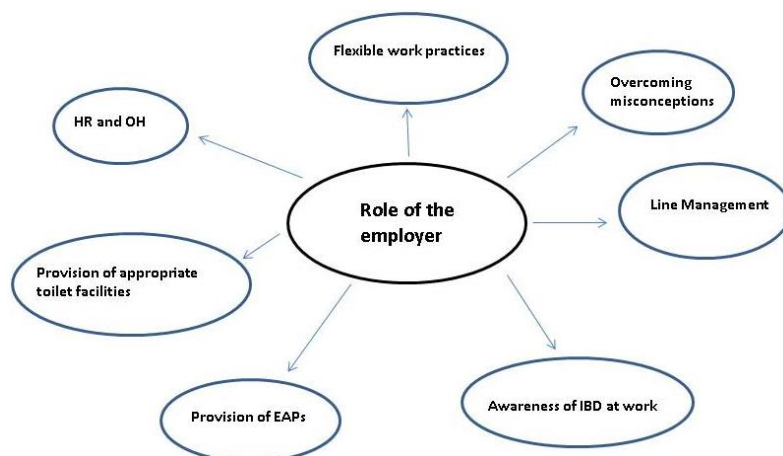 Flexible work practices
Overcoming
misconceptions
HR and OH
Role of the
employer
Line Management
Provision of appropriate
toilet facilities
Provision of EAPs
Awareness of IBD at work